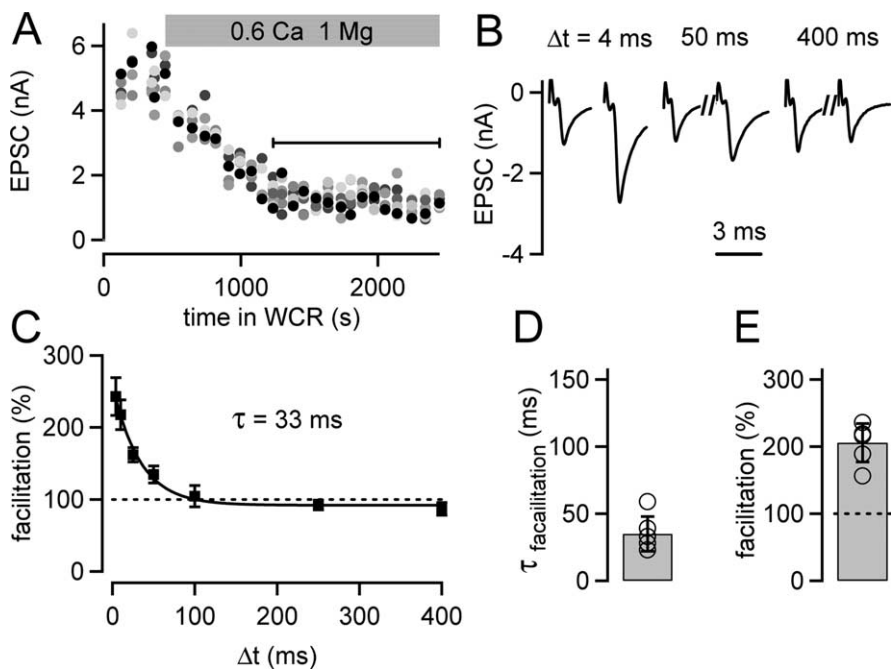 A
0.6 Ca 1 Mg
EPSC (nA)
6
4
2
0
0
1000
2000
time in WCR (s)
B
Δt = 4 ms
50 ms
400 ms
EPSC (nA)
0
-2
-4
3 ms
C
facilitation (%)
300
200
100
0
τ = 33 ms
0
100
200
300
400
Δt (ms)
D
τ facailitation (ms)
150
100
50
0
E
facilitation (%)
300
200
100
0